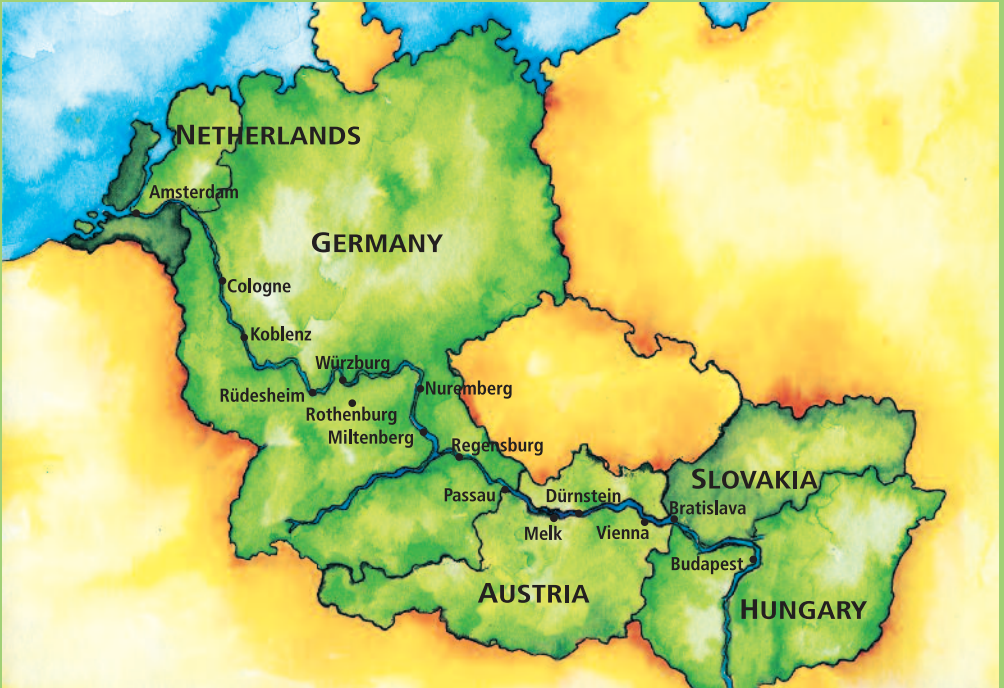 NETHERLANDS
Amsterdam
GERMANY
Cologne
Koblenz
Würzburg
Rüdesheim
Nuremberg
Rothenburg
Miltenberg
Regensburg
SLOVAKIA
Passau
Dürnstein
Bratislava
Melk
Vienna
Budapest
AUSTRIA
HUNGARY